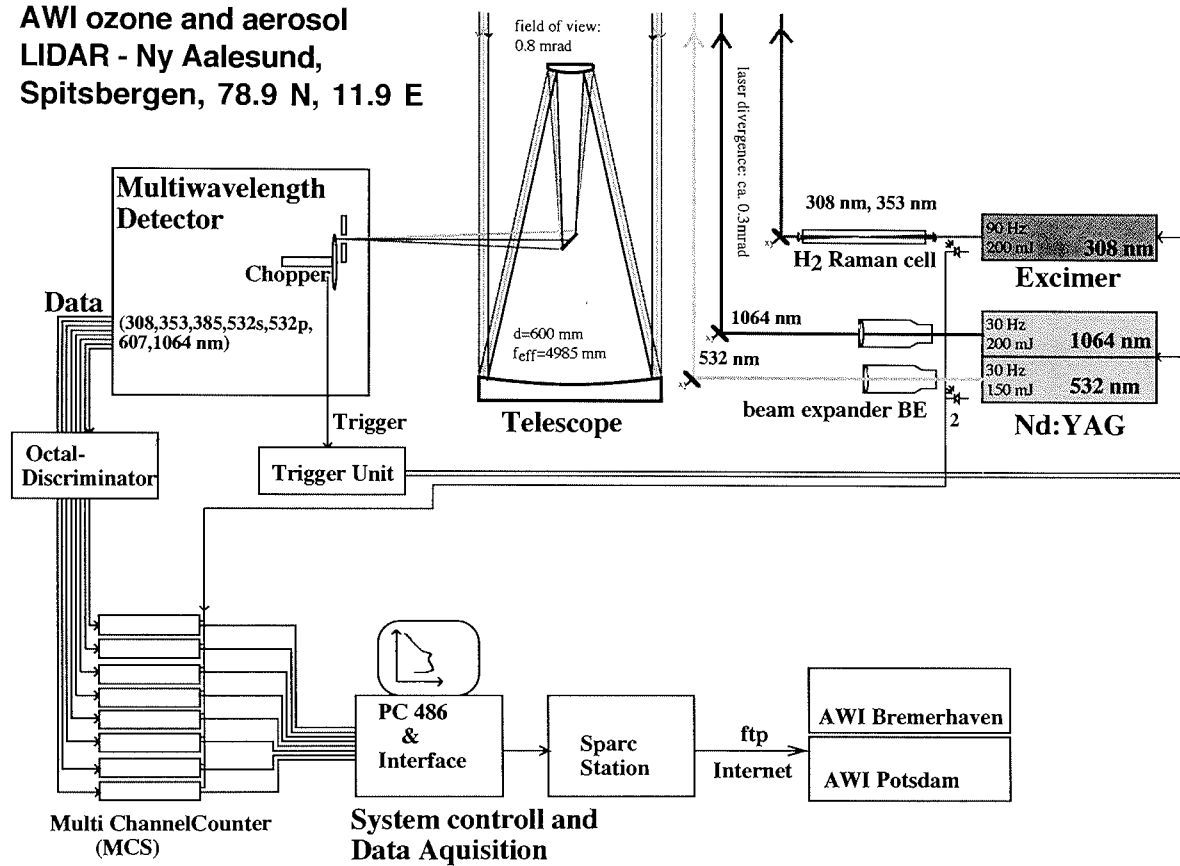 AWI ozone and aerosol
LIDAR - Ny Aalesund,
Spitsbergen, 78.9 N, 11.9 E
field of view:
0.8 mrad
laser divergence: ca. 0.3mrad
Multiwavelength
Detector
Chopper
(308,353,385,532s,532p,
607,1064 nm)
Data
d=600 mm
feff=4985 mm
Telescope
308 nm, 353 nm
H2 Raman cell
90 Hz
200 mJ
308 nm
Excimer
1064 nm
532 nm
30 Hz
200 mJ
1064 nm
30 Hz
150 mJ
532 nm
beam expander BE
2
Nd:YAG
Trigger
Trigger Unit
Octal-
Discriminator
PC 486
&
Interface
Sparc
Station
ftp
Internet
AWI Bremerhaven
AWI Potsdam
Multi ChannelCounter
(MCS)
System controll and
Data Aquisition